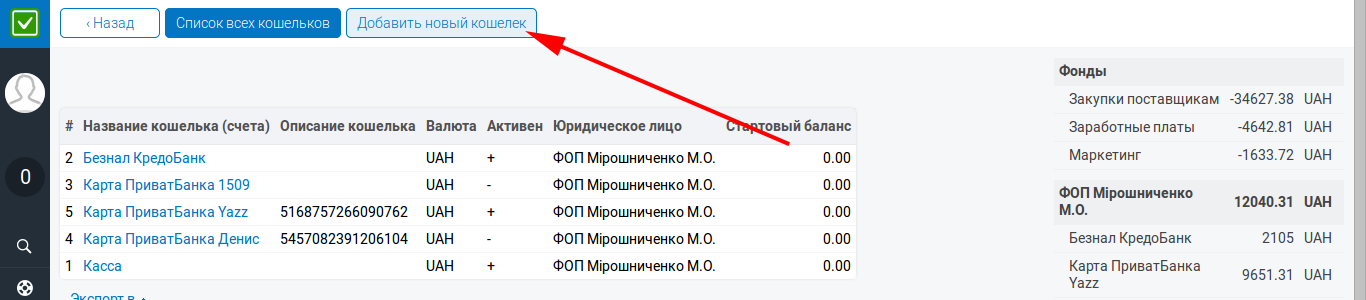 ‹ Назад Список всех кошельков Добавить новый кошелек
# Название кошелька (счета) Описание кошелька Валюта Активен Юридическое лицо Стартовый баланс
2 Безнал КредоБанк UAH + ФОП Мірошниченко М.О. 0.00
3 Карта ПриватБанка 1509 UAH - ФОП Мірошниченко М.О. 0.00
5 Карта ПриватБанка Yazz 5168757266090762 UAH + ФОП Мірошниченко М.О. 0.00
4 Карта ПриватБанка Денис 5457082391206104 UAH - ФОП Мірошниченко М.О. 0.00
1 Касса UAH + ФОП Мірошниченко М.О. 0.00
Экспорт в
0
Фонды
Закупки поставщикам -34627.38 UAH
Заработные платы -4642.81 UAH
Маркетинг -1633.72 UAH
ФОП Мірошниченко
М.О. 12040.31 UAH
Безнал КредоБанк 2105 UAH
Карта ПриватБанка
Yazz 9651.31 UAH